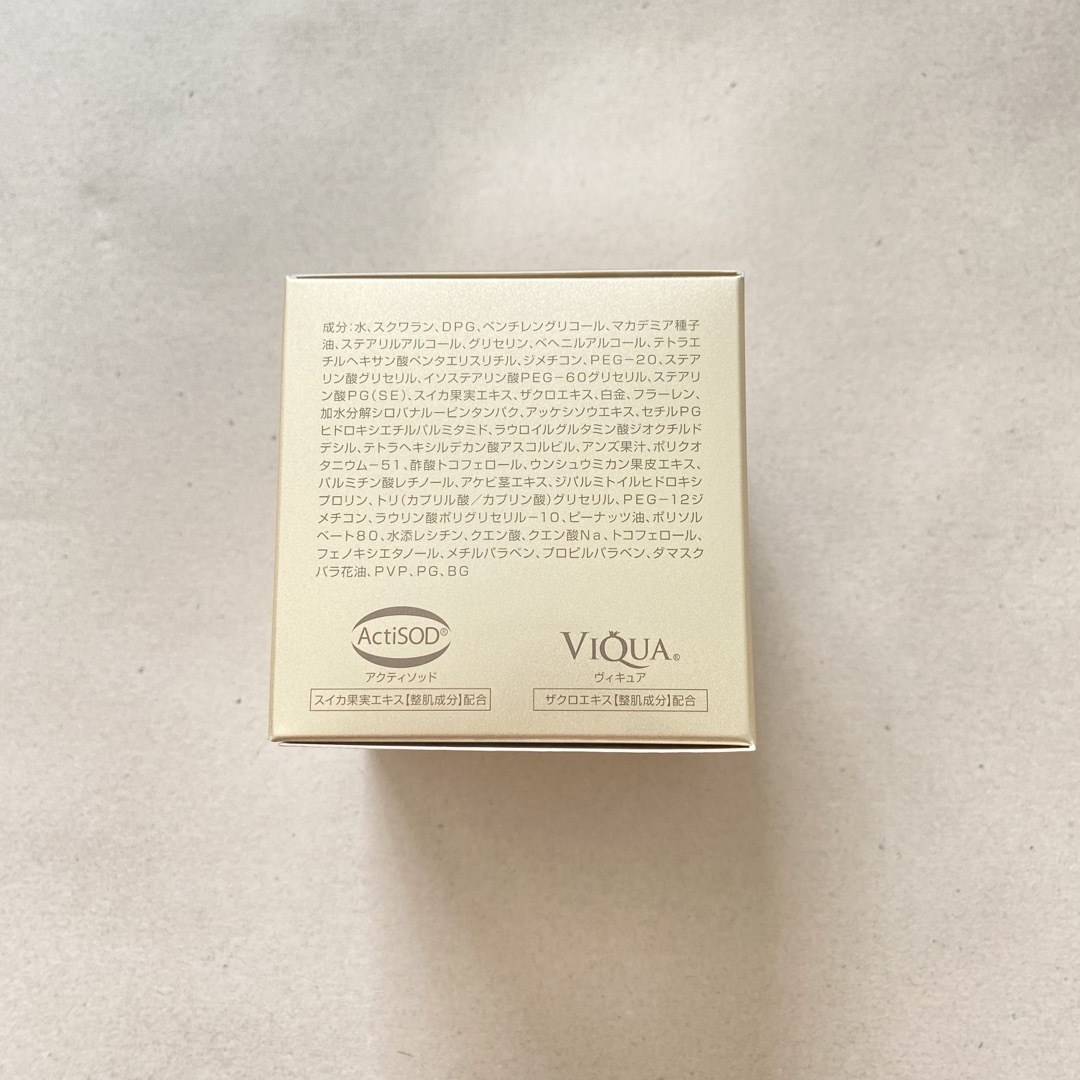 成分:水、スクワラン、DPG、ペンチレングリコール、マカデミア種子
油、ステアリルアルコール、グリセリン、ベヘニルアルコール、テトラエ
チルヘキサン酸ペンタエリスリチル、ジメチコン、PEG-20、ステア
リン酸グリセリル、イソステアリン酸PEG-60グリセリル、ステアリ
ン酸PG(SE)、スイカ果実エキス、ザクロエキス、白金、フラーレン、
加水分解シロバナルーピンタンパク、アッケシソウエキス、セチルPG
ヒドロキシエチルパルミタミド、ラウロイルグルタミン酸ジオクチルド
デシル、テトラヘキシルデカン酸アスコルビル、アンズ果汁、ポリクオ
タニウム-51、酢酸トコフェロール、ウンシュウミカン果皮エキス、
パルミチン酸レチノール、アケビ茎エキス、ジパルミトイルヒドロキシ
プロリン、トリ(カプリル酸/カプリン酸)グリセリル、PEG-12ジ
メチコン、ラウリン酸ポリグリセリル-10、ピーナッツ油、ポリソル
ベート80、水添レシチン、クエン酸、クエン酸Na、トコフェロール、
フェノキシエタノール、メチルパラベン、プロピルパラベン、ダマスク
バラ花油、PVP、PG、BG
ActiSOD®
アクティソッド
スイカ果実エキス【整肌成分】配合
VIQUA®
ヴィキュア
ザクロエキス【整肌成分】配合